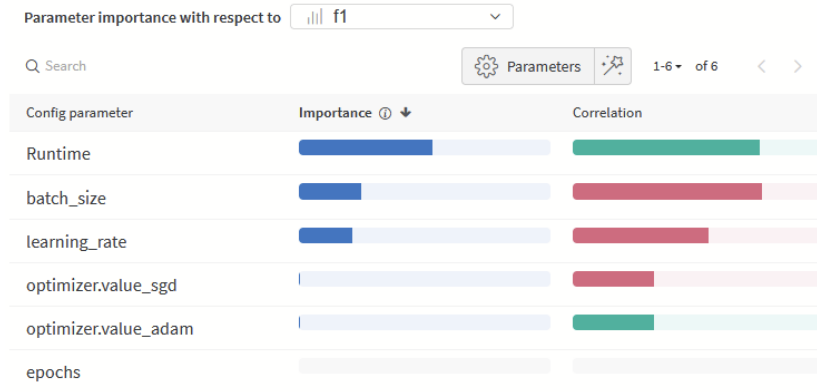 Parameter importance with respect to f1
Search Parameters 1-6 of 6
Config parameter Importance Correlation
Runtime
batch_size
learning_rate
optimizer.value_sgd
optimizer.value_adam
epochs